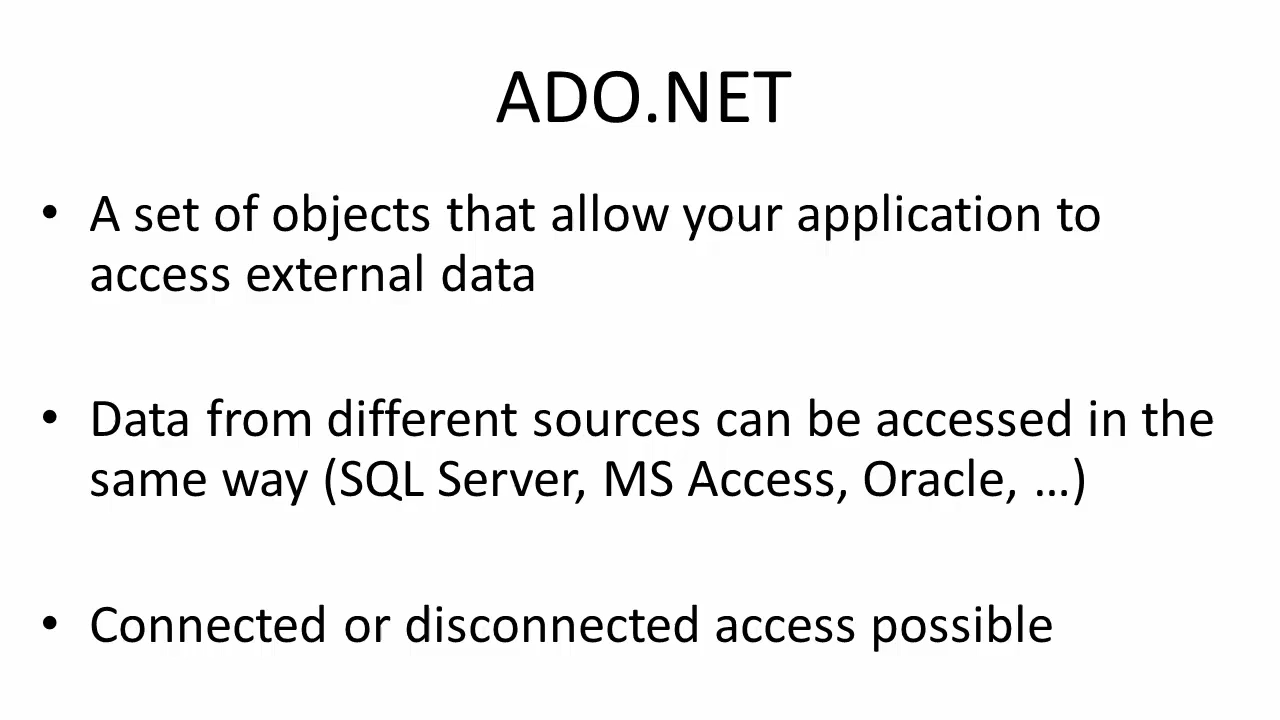 ADO.NET
• A set of objects that allow your application to
access external data
• Data from different sources can be accessed in the
same way (SQL Server, MS Access, Oracle, …)
• Connected or disconnected access possible